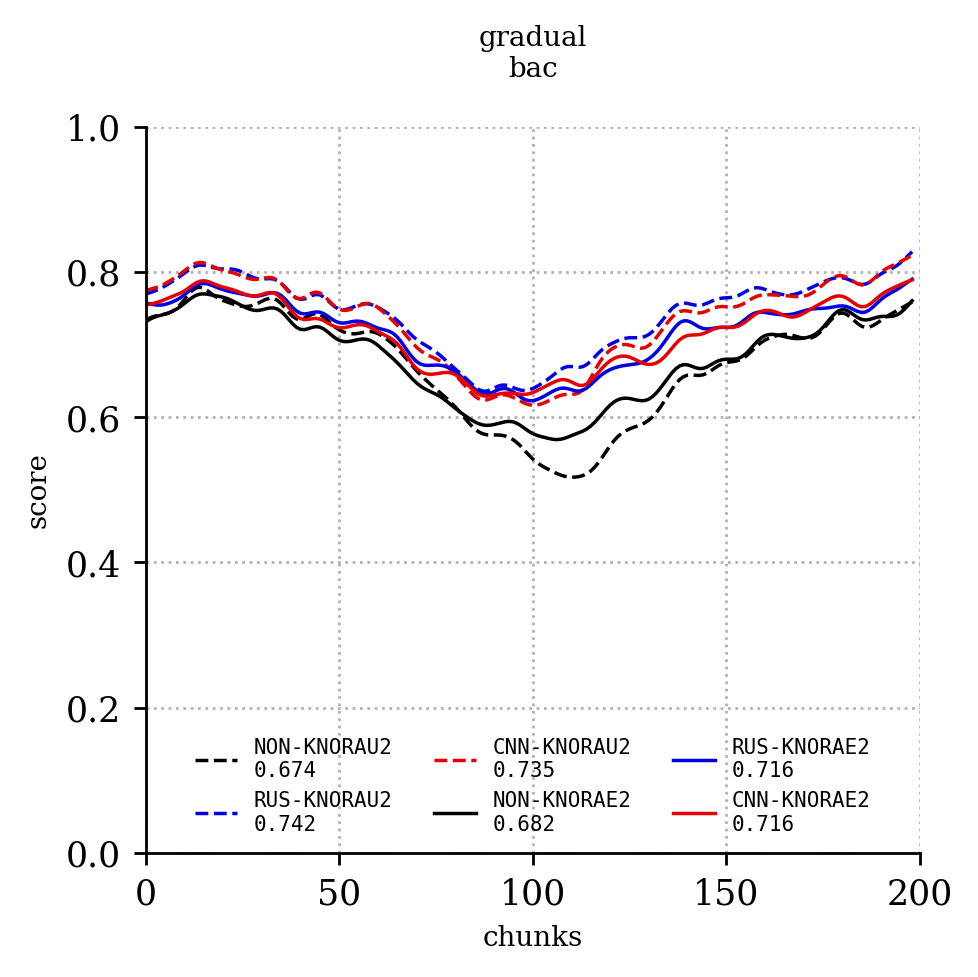 gradual
bac
1.0
0.8
0.6
0.4
0.2
0.0
score
NON-KNORAU2
0.674
RUS-KNORAU2
0.742
CNN-KNORAU2
0.735
NON-KNORAE2
0.682
RUS-KNORAE2
0.716
CNN-KNORAE2
0.716
0 50 100 150 200
chunks